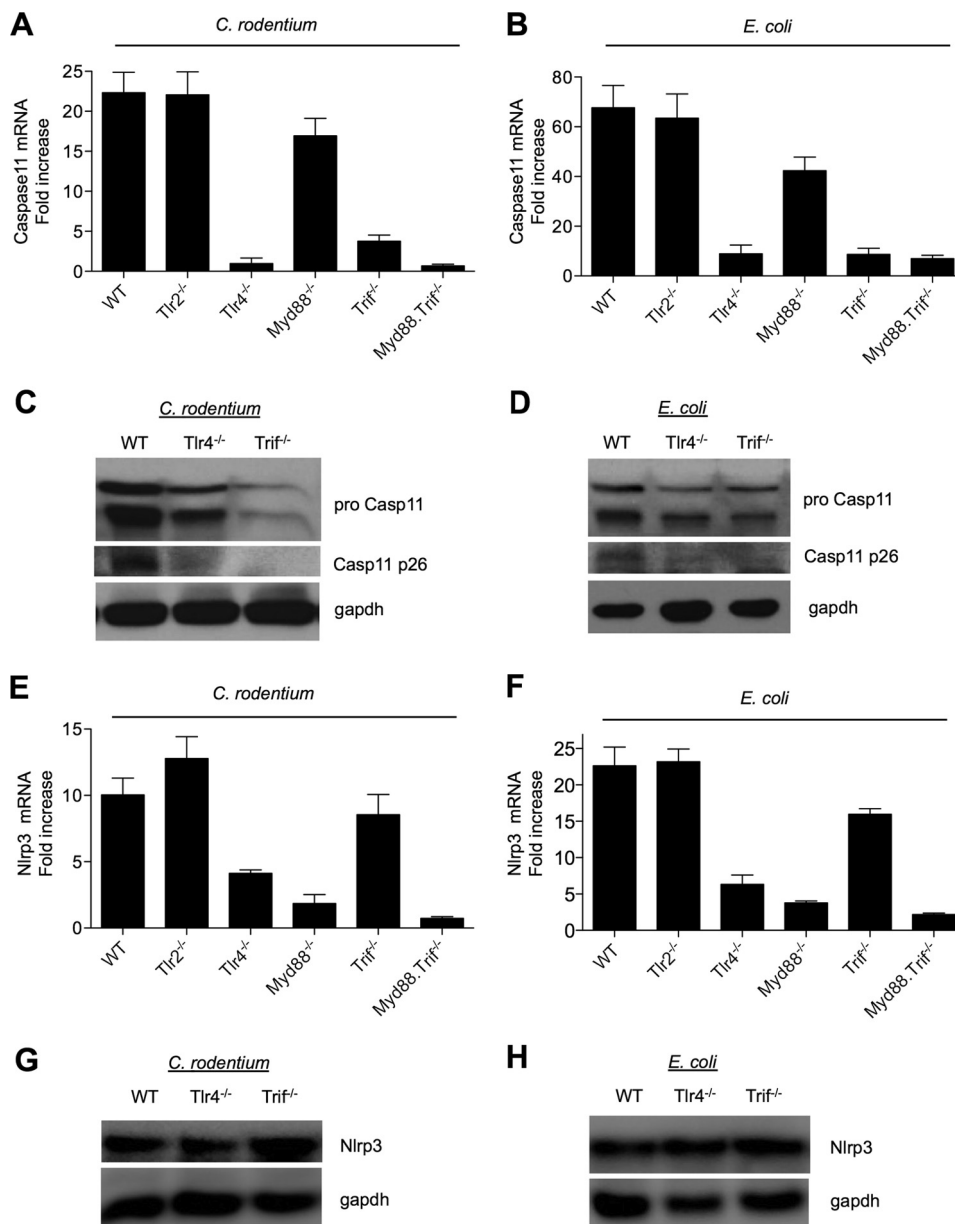 A
C. rodentium
Caspase11 mRNA
Fold increase
25
20
15
10
5
0
WT
Tlr2-/-
Tlr4-/-
Myd88-/-
Trif-/-
Myd88.Trif-/-
B
E. coli
Caspase11 mRNA
Fold increase
80
60
40
20
0
WT
Tlr2-/-
Tlr4-/-
Myd88-/-
Trif-/-
Myd88.Trif-/-
C
C. rodentium
WT Tlr4-/- Trif-/-
pro Casp11
Casp11 p26
gapdh
D
E. coli
WT Tlr4-/- Trif-/-
pro Casp11
Casp11 p26
gapdh
E
C. rodentium
Nlrp3 mRNA
Fold increase
15
10
5
0
WT
Tlr2-/-
Tlr4-/-
Myd88-/-
Trif-/-
Myd88.Trif-/-
F
E. coli
Nlrp3 mRNA
Fold increase
25
20
15
10
5
0
WT
Tlr2-/-
Tlr4-/-
Myd88-/-
Trif-/-
Myd88.Trif-/-
G
C. rodentium
WT Tlr4-/- Trif-/-
Nlrp3
gapdh
H
E. coli
WT Tlr4-/- Trif-/-
Nlrp3
gapdh